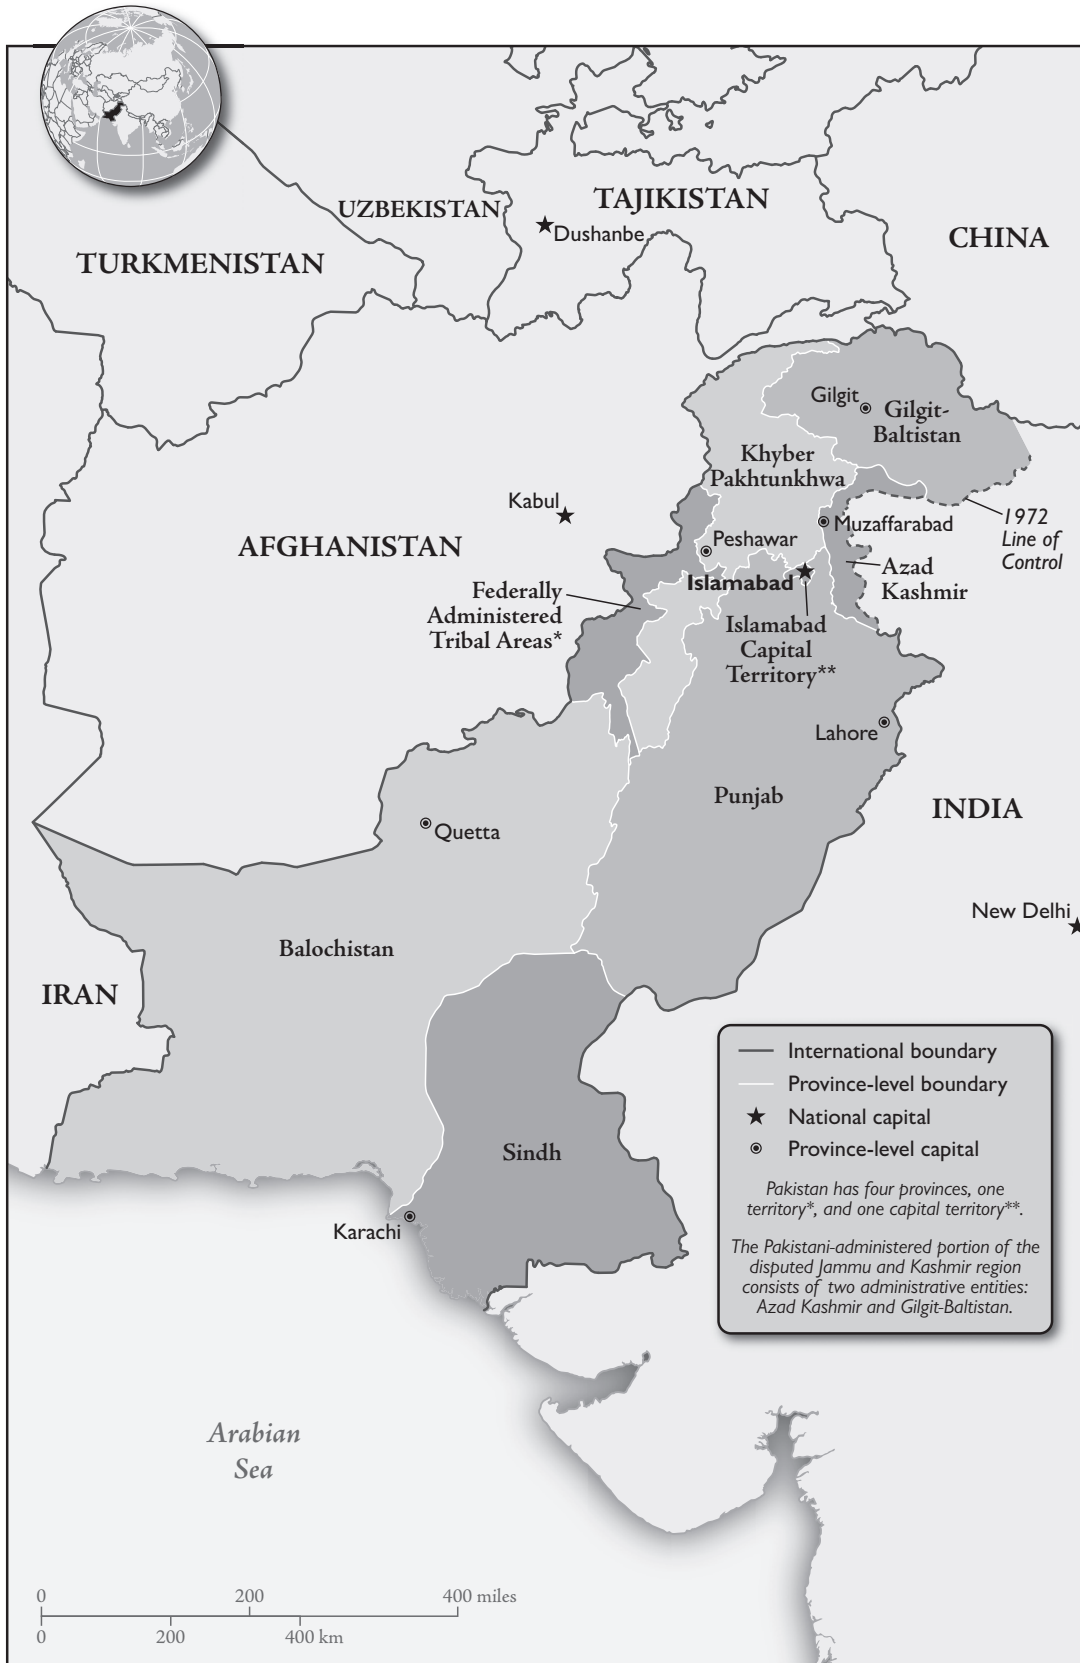 UZBEKISTAN
TAJIKISTAN
Dushanbe
CHINA
TURKMENISTAN
Gilgit
Gilgit-
Baltistan
Khyber
Pakhtunkhwa
Kabul
Muzaffarabad
1972
Line of
Control
AFGHANISTAN
Peshawar
Azad
Kashmir
Islamabad
Federally
Administered
Tribal Areas*
Islamabad
Capital
Territory**
Lahore
Punjab
INDIA
Quetta
New Delhi
Balochistan
IRAN
International boundary
Province-level boundary
National capital
Province-level capital
Pakistan has four provinces, one
territory*, and one capital territory**.
The Pakistani-administered portion of the
disputed Jammu and Kashmir region
consists of two administrative entities:
Azad Kashmir and Gilgit-Baltistan.
Sindh
Karachi
Arabian
Sea
0 200 400 miles
0 200 400 km